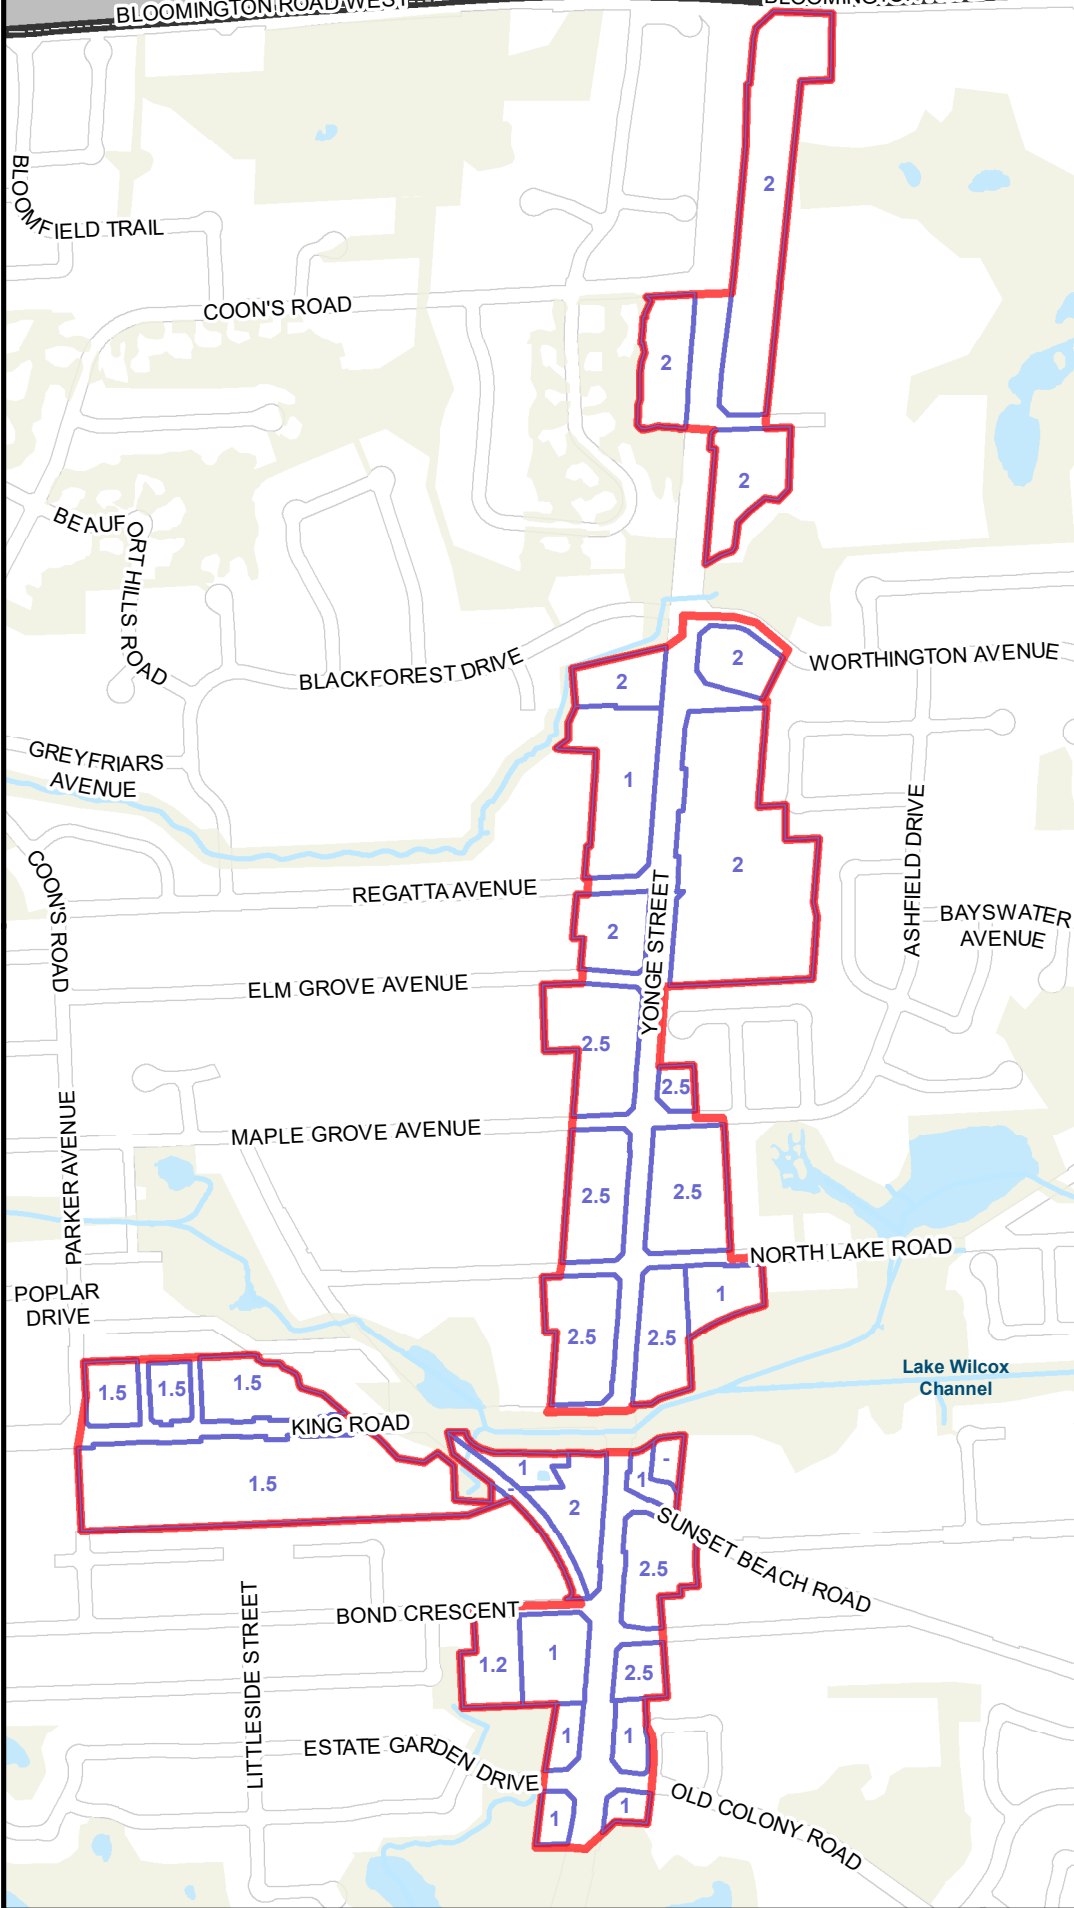 BLOOMINGTON ROAD WEST
BLOOMFIELD TRAIL
2
COON'S ROAD
2
2
BEAUFORT HILLS ROAD
BLACKFOREST DRIVE
2
2
WORTHINGTON AVENUE
GREYFRIARS
AVENUE
1
2
ASHFIELD DRIVE
COON'S ROAD
REGATTA AVENUE
2
YONGE STREET
BAYSWATER
AVENUE
ELM GROVE AVENUE
2.5
2.5
PARKER AVENUE
MAPLE GROVE AVENUE
2.5
2.5
NORTH LAKE ROAD
POPLAR
DRIVE
1
2.5
2.5
Lake Wilcox
Channel
1.5
1.5
1.5
KING ROAD
1.5
1
-
2
1
-
SUNSET BEACH ROAD
2.5
LITTLESIDE STREET
BOND CRESCENT
1.2
1
2.5
ESTATE GARDEN DRIVE
1
1
1
1
OLD COLONY ROAD